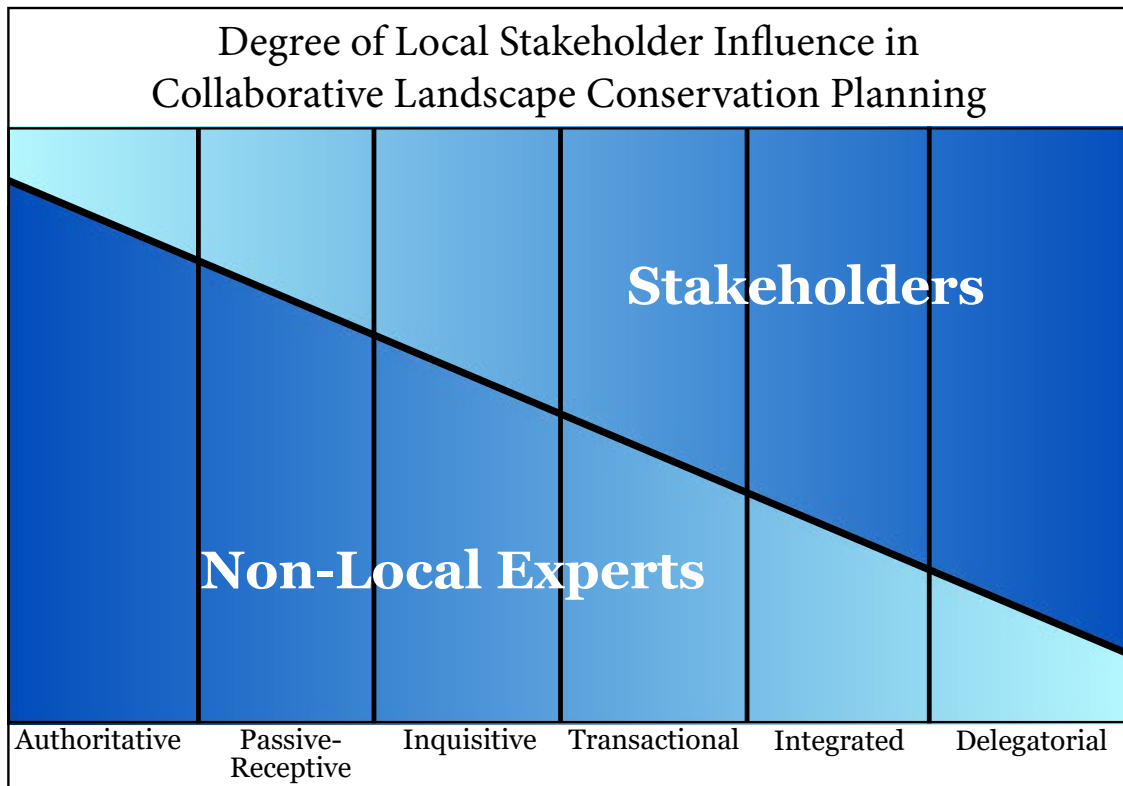 Degree of Local Stakeholder Influence in
Collaborative Landscape Conservation Planning
Stakeholders
Non-Local Experts
Authoritative
Passive-
Receptive
Inquisitive
Transactional
Integrated
Delegatorial